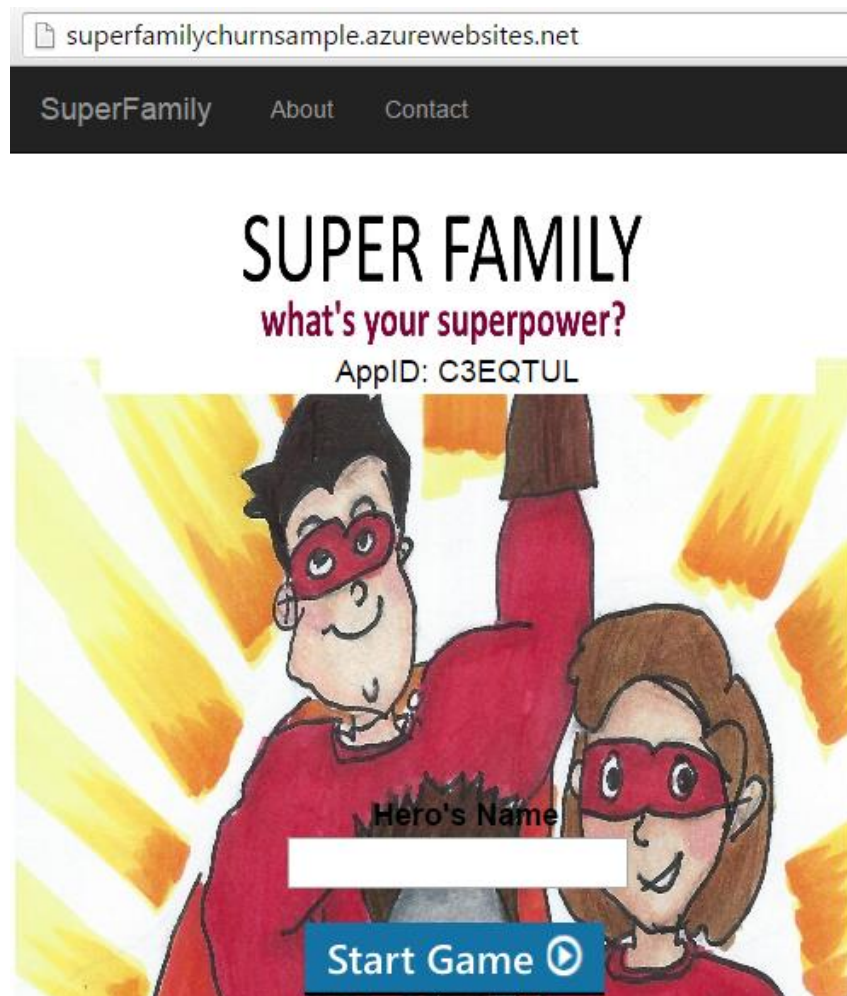 superfamilychurnsample.azurewebsites.net
SuperFamily About Contact
SUPER FAMILY
what's your superpower?
AppID: C3EQTUL
Hero's Name
Start Game